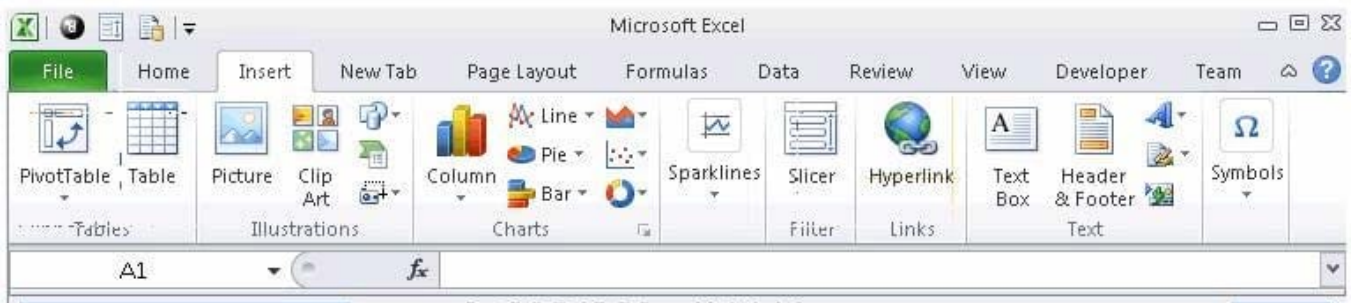 Microsoft Excel
File Home Insert New Tab Page Layout Formulas Data Review View Developer Team
PivotTable Table Picture Clip Art Column Line Pie Bar Sparklines Slicer Hyperlink Text Box Header & Footer Symbols
Tables Illustrations Charts Filter Links Text
A1 fx